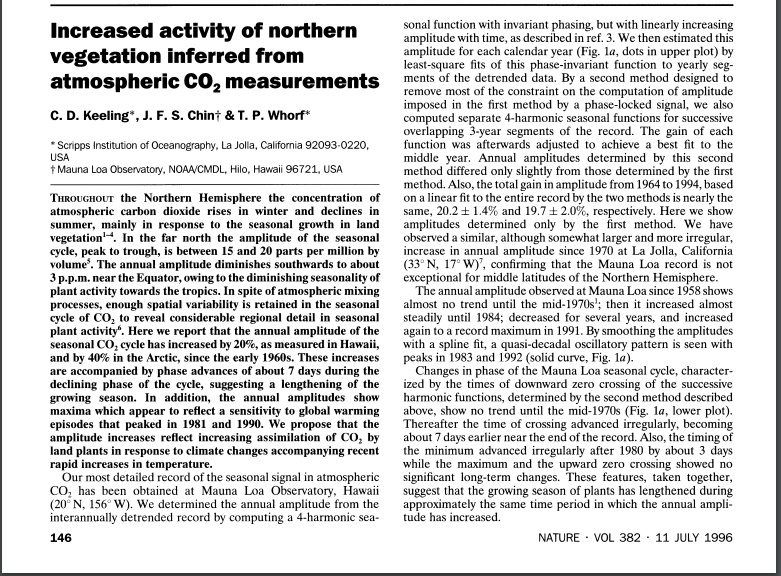 Increased activity of northern
vegetation inferred from
atmospheric CO2 measurements
C. D. Keeling*, J. F. S. Chin† & T. P. Whorf*
* Scripps Institution of Oceanography, La Jolla, California 92093-0220,
USA
† Mauna Loa Observatory, NOAA/CMDL, Hilo, Hawaii 96721, USA
THROUGHOUT the Northern Hemisphere the concentration of
atmospheric carbon dioxide rises in winter and declines in
summer, mainly in response to the seasonal growth in land
vegetation1–4. In the far north the amplitude of the seasonal
cycle, peak to trough, is between 15 and 20 parts per million by
volume5. The annual amplitude diminishes southwards to about
3 p.p.m. near the Equator, owing to the diminishing seasonality of
plant activity towards the tropics. In spite of atmospheric mixing
processes, enough spatial variability is retained in the seasonal
cycle of CO2 to reveal considerable regional detail in seasonal
plant activity6. Here we report that the annual amplitude of the
seasonal CO2 cycle has increased by 20%, as measured in Hawaii,
and by 40% in the Arctic, since the early 1960s. These increases
are accompanied by phase advances of about 7 days during the
declining phase of the cycle, suggesting a lengthening of the
growing season. In addition, the annual amplitudes show
maxima which appear to reflect a sensitivity to global warming
episodes that peaked in 1981 and 1990. We propose that the
amplitude increases reflect increasing assimilation of CO2 by
land plants in response to climate changes accompanying recent
rapid increases in temperature.
Our most detailed record of the seasonal signal in atmospheric
CO2 has been obtained at Mauna Loa Observatory, Hawaii
(20° N, 156° W). We determined the annual amplitude from the
interannually detrended record by computing a 4-harmonic sea-
sonal function with invariant phasing, but with linearly increasing
amplitude with time, as described in ref. 3. We then estimated this
amplitude for each calendar year (Fig. 1a, dots in upper plot) by
least-square fits of this phase-invariant function to yearly seg-
ments of the detrended data. By a second method designed to
remove most of the constraint on the computation of amplitude
imposed in the first method by a phase-locked signal, we also
computed separate 4-harmonic seasonal functions for successive
overlapping 3-year segments of the record. The gain of each
function was afterwards adjusted to achieve a best fit to the
middle year. Annual amplitudes determined by this second
method differed only slightly from those determined by the first
method. Also, the total gain in amplitude from 1964 to 1994, based
on a linear fit to the entire record by the two methods is nearly the
same, 20.2 ± 1.4% and 19.7 ± 2.0%, respectively. Here we show
amplitudes determined only by the first method. We have
observed a similar, although somewhat larger and more irregular,
increase in annual amplitude since 1970 at La Jolla, California
(33° N, 17° W)7, confirming that the Mauna Loa record is not
exceptional for middle latitudes of the Northern Hemisphere.
The annual amplitude observed at Mauna Loa since 1958 shows
almost no trend until the mid-1970s1; then it increased almost
steadily until 1984; decreased for several years, and increased
again to a record maximum in 1991. By smoothing the amplitudes
with a spline fit, a quasi-decadal oscillatory pattern is seen with
peaks in 1983 and 1992 (solid curve, Fig. 1a).
Changes in phase of the Mauna Loa seasonal cycle, character-
ized by the times of downward zero crossing of the successive
harmonic functions, determined by the second method described
above, show no trend until the mid-1970s (Fig. 1a, lower plot).
Thereafter the time of crossing advanced irregularly, becoming
about 7 days earlier near the end of the record. Also, the timing of
the minimum advanced irregularly after 1980 by about 3 days
while the maximum and the upward zero crossing showed no
significant long-term changes. These features, taken together,
suggest that the growing season of plants has lengthened during
approximately the same time period in which the annual ampli-
tude has increased.
146
NATURE · VOL 382 · 11 JULY 1996